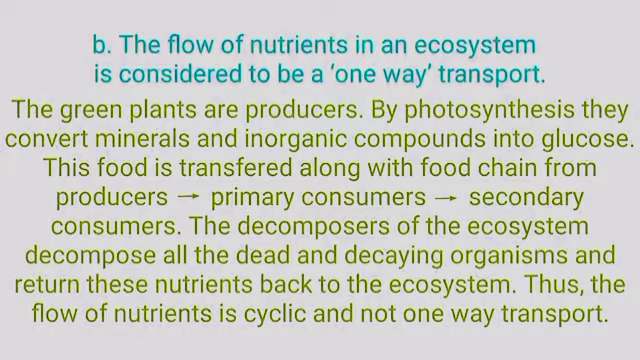 b. The flow of nutrients in an ecosystem
is considered to be a ‘one way’ transport.
The green plants are producers. By photosynthesis they
convert minerals and inorganic compounds into glucose.
This food is transfered along with food chain from
producers → primary consumers → secondary
consumers. The decomposers of the ecosystem
decompose all the dead and decaying organisms and
return these nutrients back to the ecosystem. Thus, the
flow of nutrients is cyclic and not one way transport.